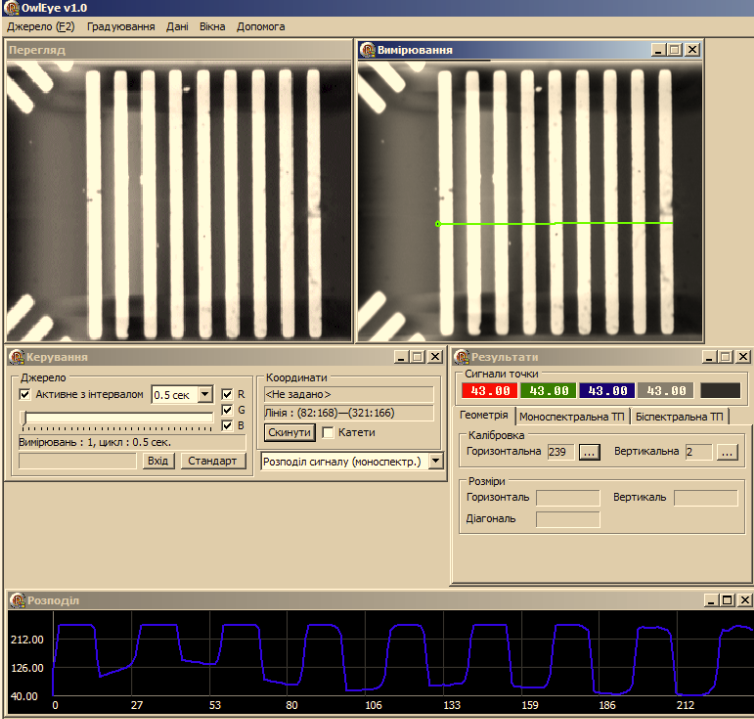 OwlEye v1.0
Джерело (F2) Градуювання Дані Вікна Допомога
Перегляд
Вимірювання
Керування
Джерело
Активне з інтервалом 0.5 сек
R
G
B
Вимірювань : 1, цикл : 0.5 сек.
Вхід Стандарт
Координати
<Не задано>
Лінія : (82:168)—(321:166)
Скинути Катети
Розподіл сигналу (моноспектр.)
Результати
Сигнали точки
43.00 43.00 43.00 43.00
Геометрія Моноспектральна ТП Біспектральна ТП
Калібровка
Горизонтальна 239 ... Вертикальна 2 ...
Розміри
Горизонталь Вертикаль
Діагональ
Розподіл
212.00
126.00
40.00
0 27 53 80 106 133 159 186 212